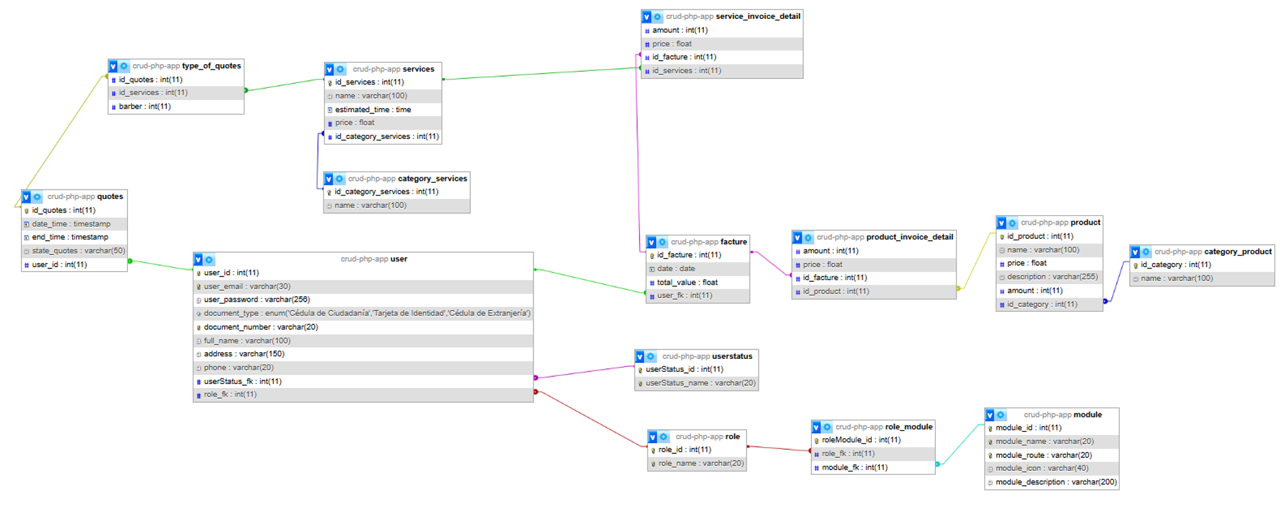 crud-php-app service_invoice_detail
amount : int(11)
price : float
id_facture : int(11)
id_services : int(11)
crud-php-app type_of_quotes
id_quotes : int(11)
id_services : int(11)
barber : int(11)
crud-php-app services
id_services : int(11)
name : varchar(100)
estimated_time : time
price : float
id_category_services : int(11)
crud-php-app category_services
id_category_services : int(11)
name : varchar(100)
crud-php-app quotes
id_quotes : int(11)
date_time : timestamp
end_time : timestamp
state_quotes : varchar(50)
user_id : int(11)
crud-php-app user
user_id : int(11)
user_email : varchar(30)
user_password : varchar(256)
document_type : enum('Cédula de Ciudadanía','Tarjeta de Identidad','Cédula de Extranjería')
document_number : varchar(20)
full_name : varchar(100)
address : varchar(150)
phone : varchar(20)
userStatus_fk : int(11)
role_fk : int(11)
crud-php-app facture
id_facture : int(11)
date : date
total_value : float
user_fk : int(11)
crud-php-app product_invoice_detail
amount : int(11)
price : float
id_facture : int(11)
id_product : int(11)
crud-php-app product
id_product : int(11)
name : varchar(100)
price : float
description : varchar(255)
amount : int(11)
id_category : int(11)
crud-php-app category_product
id_category : int(11)
name : varchar(100)
crud-php-app userstatus
userStatus_id : int(11)
userStatus_name : varchar(20)
crud-php-app role
role_id : int(11)
role_name : varchar(20)
crud-php-app role_module
roleModule_id : int(11)
role_fk : int(11)
module_fk : int(11)
crud-php-app module
module_id : int(11)
module_name : varchar(20)
module_route : varchar(20)
module_icon : varchar(40)
module_description : varchar(200)